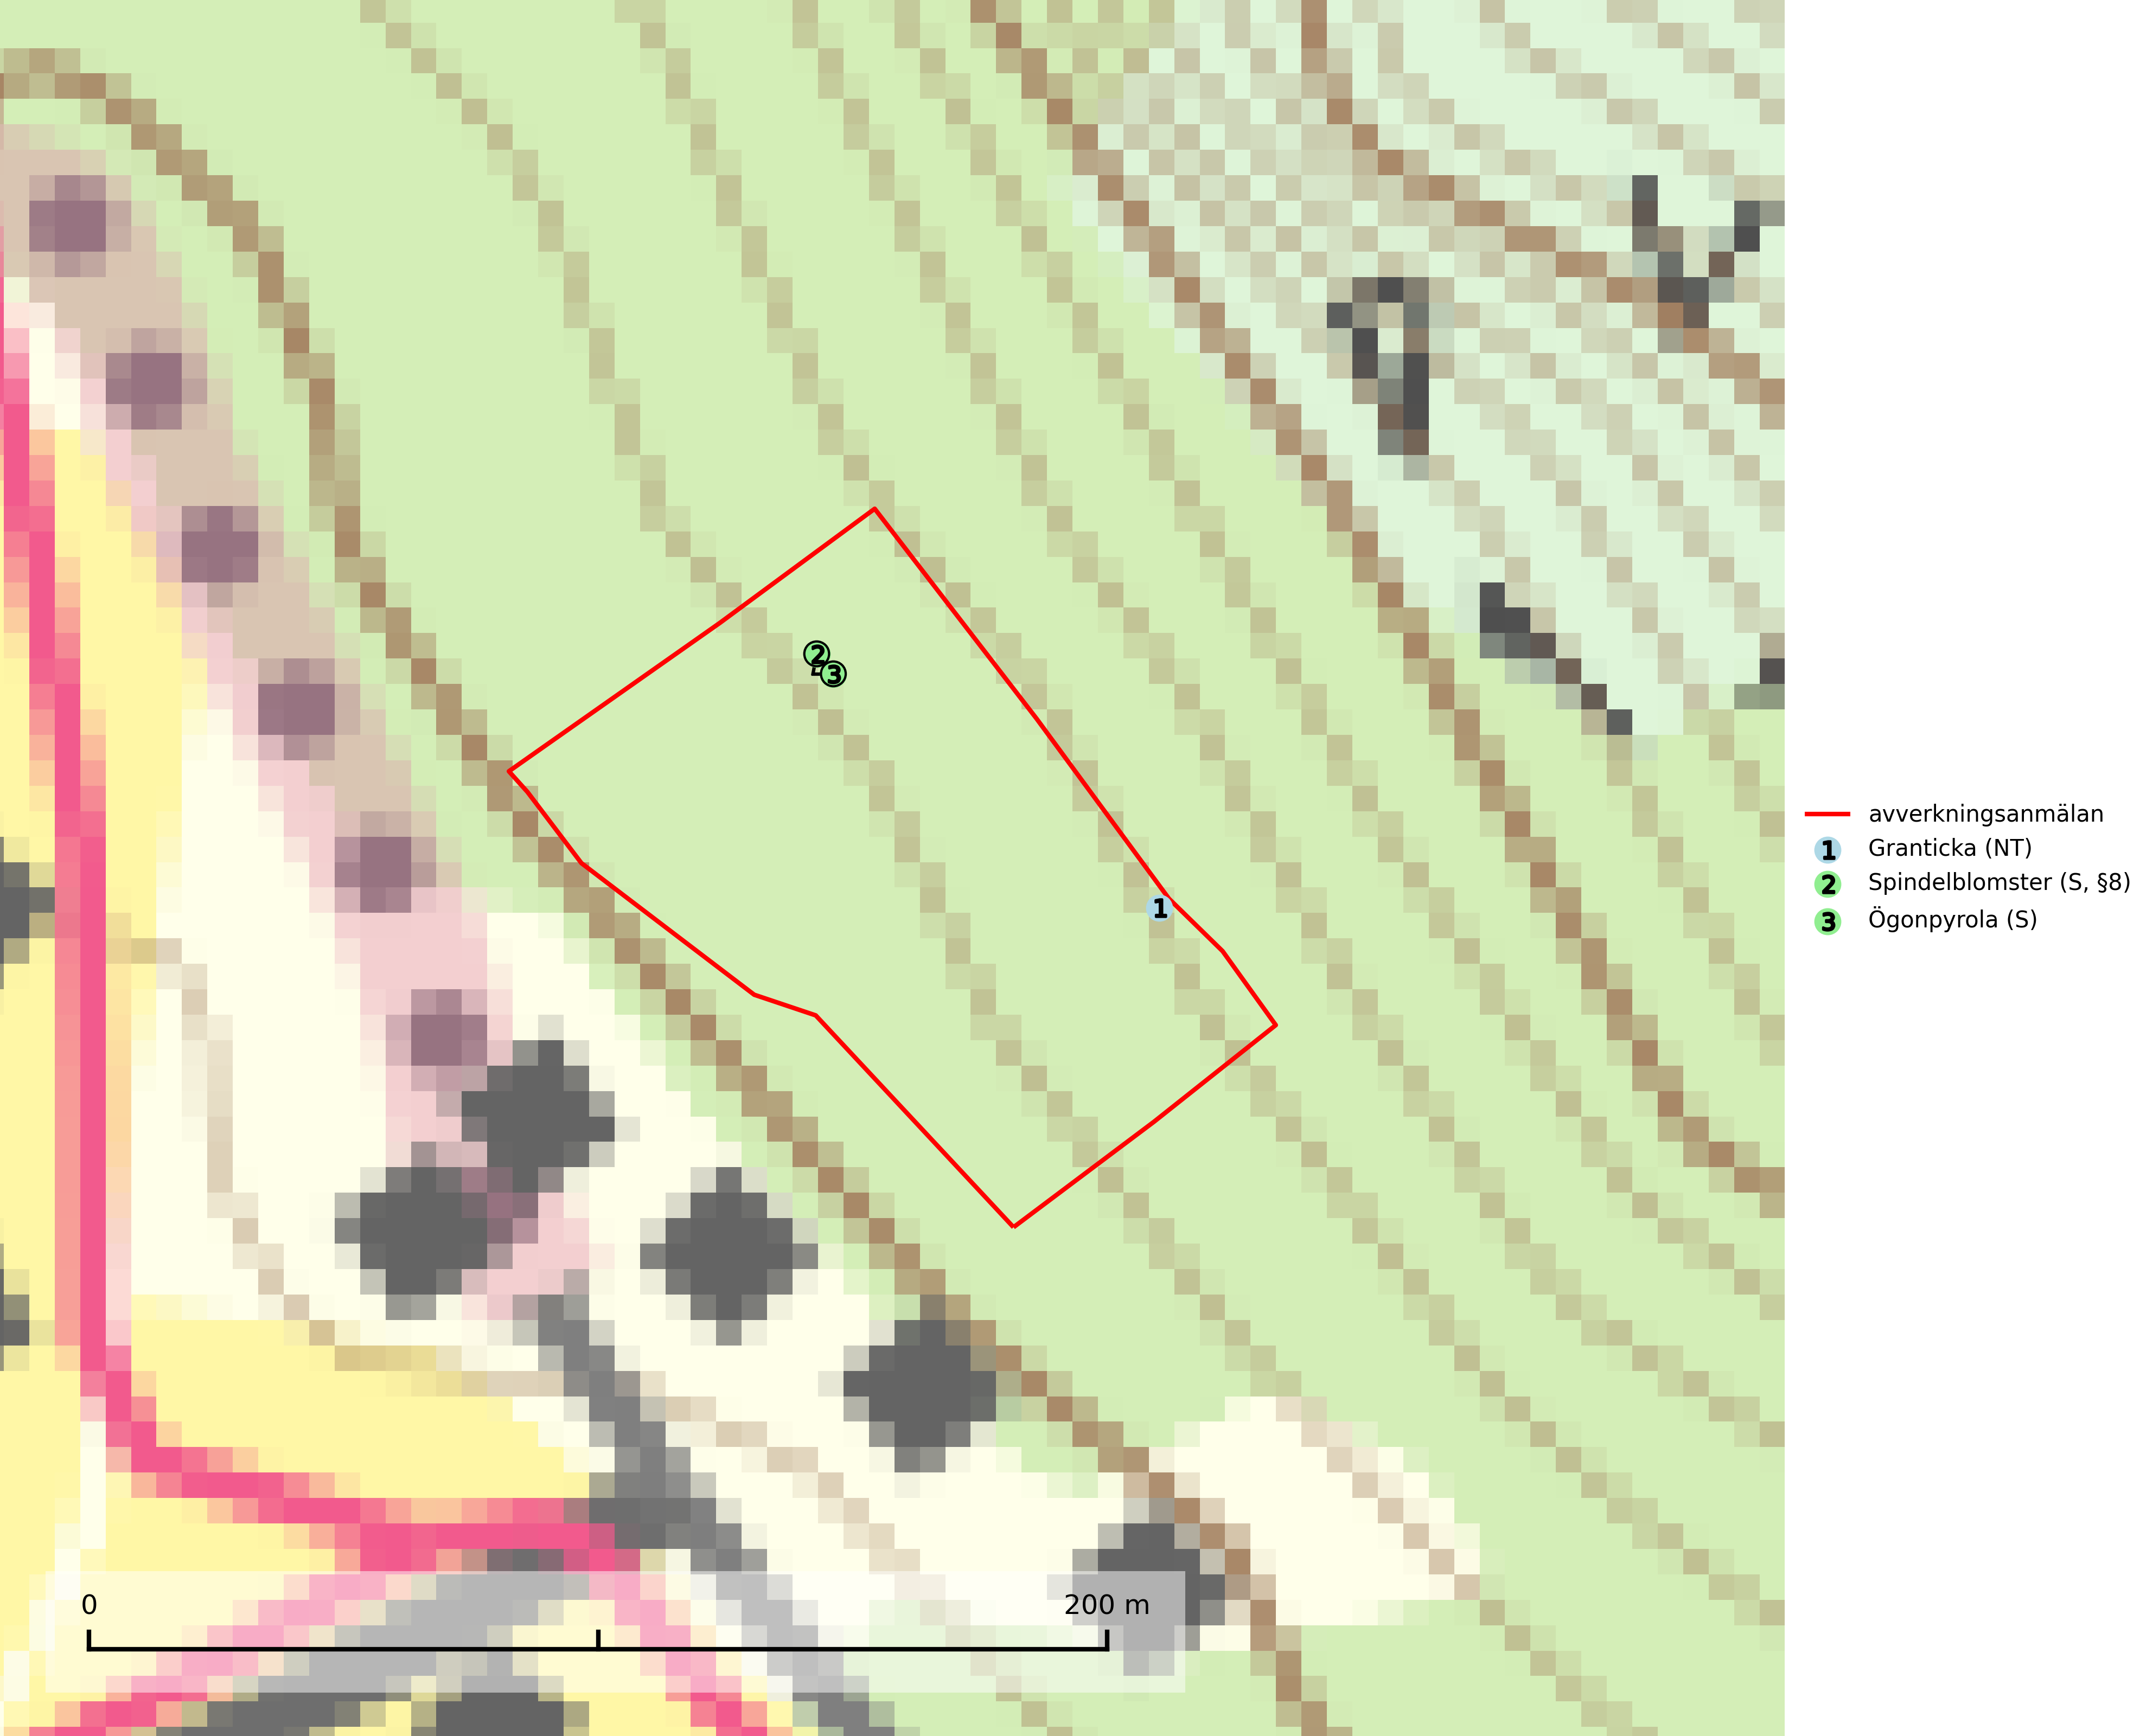 2
3
1
avverkningsanmälan
1 Granticka (NT)
2 Spindelblomster (S, §8)
3 Ögonpyrola (S)
0 200 m